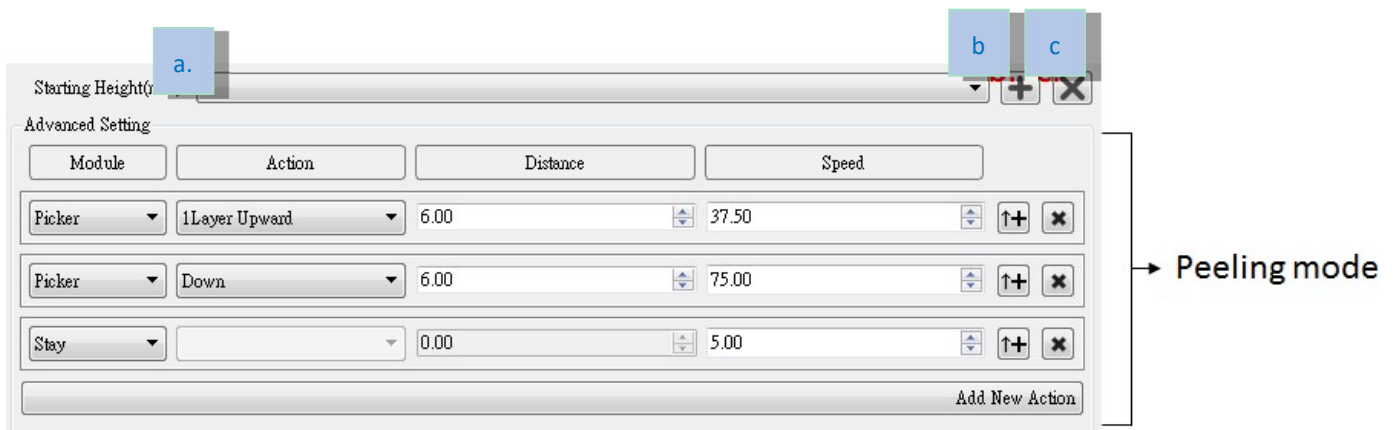 a.
b
c
Starting Height(
Advanced Setting
Module Action Distance Speed
Picker 1Layer Upward 6.00 37.50
Picker Down 6.00 75.00
Stay 0.00 5.00
Add New Action
Peeling mode